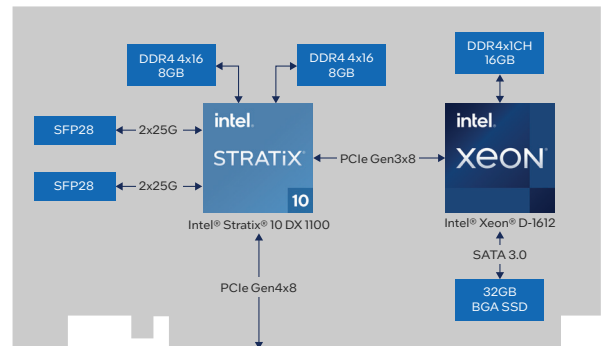 DDR4 4x16
8GB
DDR4 4x16
8GB
DDR4x1CH
16GB
SFP28
2x25G
intel.
STRATIX
10
PCIe Gen3x8
intel.
xeon
SFP28
2x25G
Intel® Stratix® 10 DX 1100
Intel® Xeon® D-1612
SATA 3.0
PCIe Gen4x8
32GB
BGA SSD